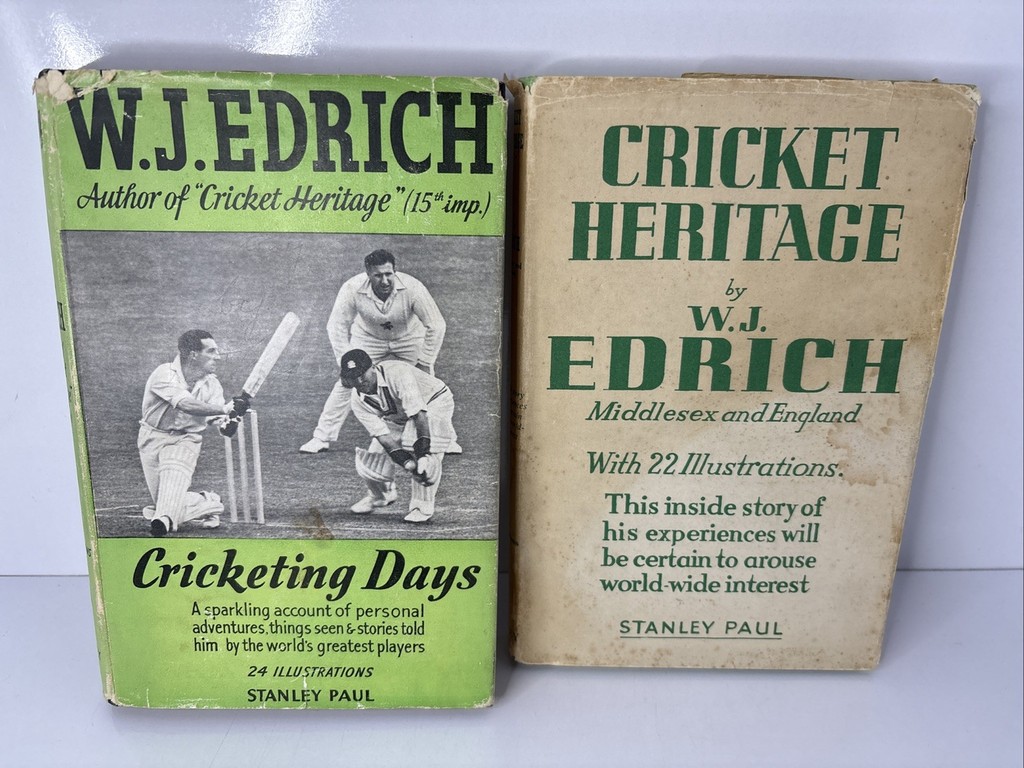 W.J. EDRICH
Author of "Cricket Heritage" (15th imp.)
Cricketing Days
A sparkling account of personal
adventures, things seen & stories told
him by the world's greatest players
24 ILLUSTRATIONS
STANLEY PAUL
CRICKET
HERITAGE
by
W.J.
EDRICH
Middlesex and England
With 22 Illustrations.
This inside story of
his experiences will
be certain to arouse
world-wide interest
STANLEY PAUL